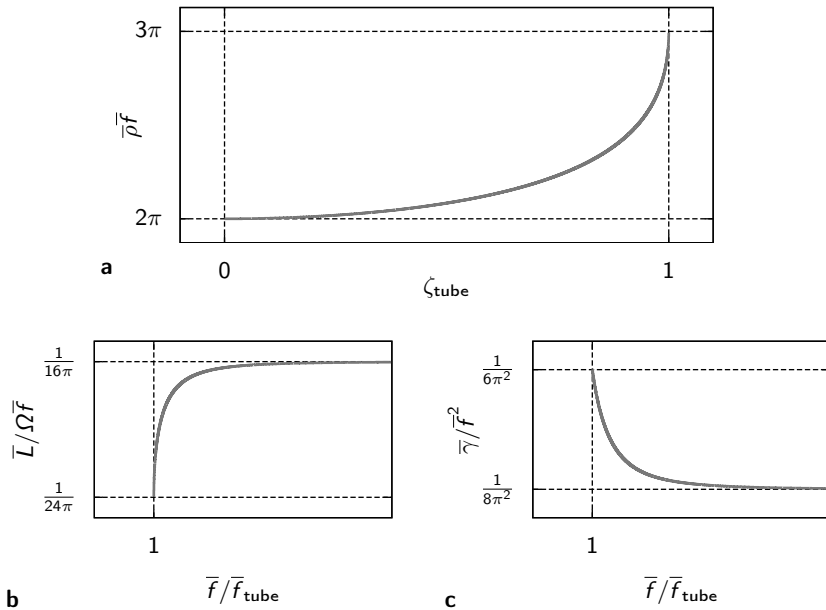 3π
ρ̅f̅
2π
a
0
1
ζtube
1/16π
L̅/Ωf̅
1/24π
1
f̅/f̅tube
b
1/6π²
γ̅/f̅²
1/8π²
1
f̅/f̅tube
c